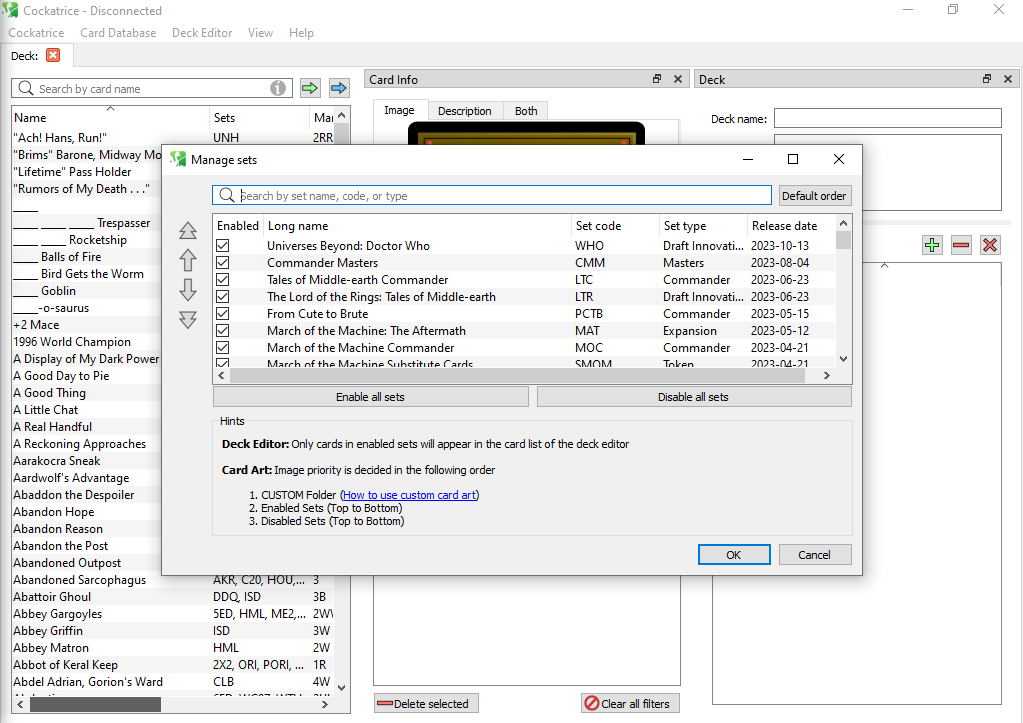 Cockatrice - Disconnected
Cockatrice Card Database Deck Editor View Help
Deck:
Search by card name
Name Sets Ma
"Ach! Hans, Run!" UNH 2RR
"Brims" Barone, Midway Mo
"Lifetime" Pass Holder
"Rumors of My Death . . ."
____
____ ____ ____ Trespasser
____ ____ Rocketship
____ Balls of Fire
____ Bird Gets the Worm
____ Goblin
____-o-saurus
+2 Mace
1996 World Champion
A Display of My Dark Power
A Good Day to Pie
A Good Thing
A Little Chat
A Real Handful
A Reckoning Approaches
Aarakocra Sneak
Aardwolf's Advantage
Abaddon the Despoiler
Abandon Hope
Abandon Reason
Abandon the Post
Abandoned Outpost
Abandoned Sarcophagus AKR, C20, HOU,... 3
Abattoir Ghoul DDQ, ISD 3B
Abbey Gargoyles 5ED, HML, ME2,... 2W
Abbey Griffin ISD 3W
Abbey Matron HML 2W
Abbot of Keral Keep 2X2, ORI, PORI, ... 1R
Abdel Adrian, Gorion's Ward CLB 4W
Card Info
Image Description Both
Deck
Deck name:
Manage sets
Search by set name, code, or type
Default order
Enabled Long name Set code Set type Release date
Universes Beyond: Doctor Who WHO Draft Innovati... 2023-10-13
Commander Masters CMM Masters 2023-08-04
Tales of Middle-earth Commander LTC Commander 2023-06-23
The Lord of the Rings: Tales of Middle-earth LTR Draft Innovati... 2023-06-23
From Cute to Brute PCTB Commander 2023-05-15
March of the Machine: The Aftermath MAT Expansion 2023-05-12
March of the Machine Commander MOC Commander 2023-04-21
March of the Machine Substitute Cards SMOM Token 2023-04-21
Enable all sets Disable all sets
Hints
Deck Editor: Only cards in enabled sets will appear in the card list of the deck editor
Card Art: Image priority is decided in the following order
1. CUSTOM Folder (How to use custom card art)
2. Enabled Sets (Top to Bottom)
3. Disabled Sets (Top to Bottom)
OK Cancel
Delete selected Clear all filters